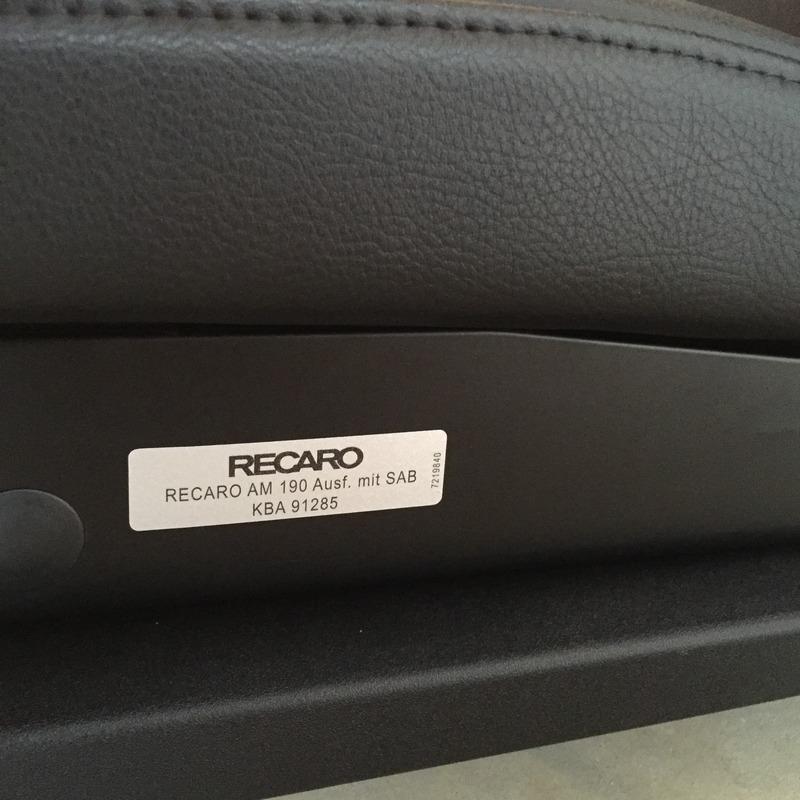 RECARO
RECARO AM 190 Ausf. mit SAB
KBA 91285
7219840